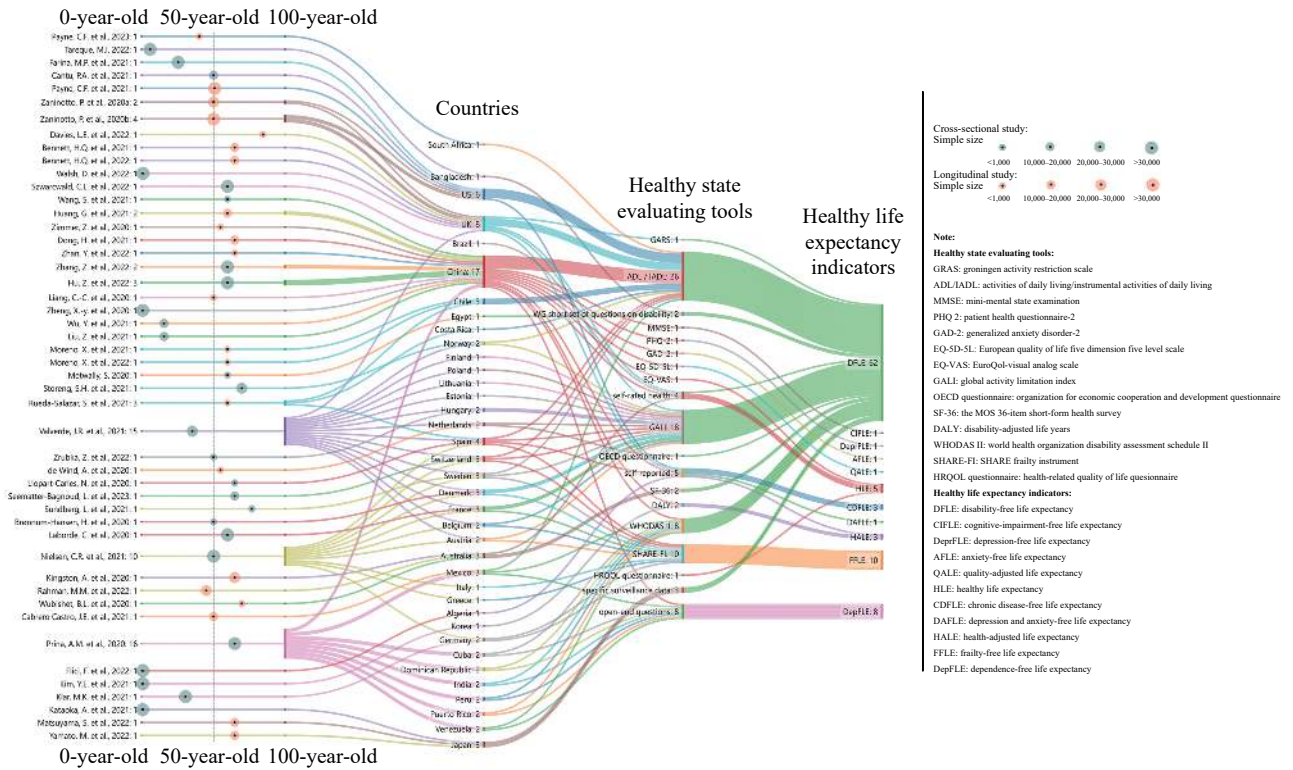 0-year-old 50-year-old 100-year-old
Payne, C.F. et al., 2023: 1
Tareque, M.I. 2022: 1
Farina, M.P. et al., 2021: 1
Cantu, P.A. et al., 2021: 1
Payne, C.F. et al., 2021: 1
Zaninotto, P. et al., 2020a: 2
Zaninotto, P. et al., 2020b: 4
Davies, L.E. et al., 2022: 1
Bennett, H.Q. et al., 2021: 1
Bennett, H.Q. et al., 2022: 1
Walsh, D. et al., 2022: 1
Szwarcwald, C.L. et al., 2022: 1
Wang, S. et al., 2021: 1
Huang, G. et al., 2021: 2
Zimmer, Z. et al., 2020: 1
Dong, H. et al., 2021: 1
Zhan, Y. et al., 2022: 1
Zhang, Z. et al., 2022: 2
Hu, Z. et al., 2022: 3
Liang, C.-C. et al., 2020: 1
Zheng, X.-y. et al., 2020: 1
Wu, Y. et al., 2021: 1
Liu, Z. et al., 2021: 1
Moreno, X. et al., 2021: 1
Moreno, X. et al., 2022: 1
Metwally, S. 2020: 1
Storeng, S.H. et al., 2021: 1
Rueda-Salazar, S. et al., 2021: 3
Valverde, J.R. et al., 2021: 15
Zrubka, Z. et al., 2022: 1
de Wind, A. et al., 2020: 1
Llopart-Carles, N. et al., 2020: 1
Seematter-Bagnoud, L. et al., 2023: 1
Sundberg, L. et al., 2021: 1
Bronnum-Hansen, H. et al., 2020: 1
Laborde, C. et al., 2020: 1
Nielsen, C.R. et al., 2021: 10
Kingston, A. et al., 2020: 1
Rahman, M.M. et al., 2022: 1
Wubishet, B.L. et al., 2020: 1
Cabrero Castro, J.E. et al., 2021: 1
Prina, A.M. et al., 2020: 16
Flici, F. et al., 2022: 1
Kim, Y.E. et al., 2021: 1
Klar, M.K. et al., 2021: 1
Kataoka, A. et al., 2021: 1
Matsuyama, S. et al., 2022: 1
Yamato, M. et al., 2022: 1
0-year-old 50-year-old 100-year-old
Countries
South Africa: 1
Bangladesh: 1
US: 6
UK: 8
Brazil: 1
China: 17
Chile: 3
Egypt: 1
Costa Rica: 1
Norway: 2
Finland: 1
Poland: 1
Lithuania: 1
Estonia: 1
Hungary: 2
Netherlands: 2
Spain: 4
Switzerland: 3
Sweden: 3
Denmark: 3
France: 3
Belgium: 2
Austria: 2
Australia: 3
Mexico: 3
Italy: 1
Greece: 1
Algeria: 1
Korea: 1
Germany: 2
Cuba: 2
Dominican Republic: 2
India: 2
Peru: 2
Puerto Rico: 2
Venezuela: 2
Japan: 3
Healthy state
evaluating tools
GARS: 1
ADL / IADL: 26
WG short set of questions on disability: 2
MMSE: 1
PHQ-2: 1
GAD-2: 1
EQ-5D-5L: 1
EQ-VAS: 1
self-rated health: 4
GALI: 18
OECD questionnaire: 1
self-reported: 5
SF-36: 2
DALY: 2
WHODAS II: 8
SHARE-FI: 10
HRQOL questionnaire: 1
specific surveillance data: 3
open-end questions: 8
Healthy life
expectancy
indicators
DFLE: 62
CIFLE: 1
DeprFLE: 1
AFLE: 1
QALE: 1
HLE: 5
CDFLE: 3
DAFLE: 1
HALE: 3
FFLE: 10
DepFLE: 8
Cross-sectional study:
Simple size
<1,000 10,000–20,000 20,000–30,000 >30,000
Longitudinal study:
Simple size
<1,000 10,000–20,000 20,000–30,000 >30,000
Note:
Healthy state evaluating tools:
GRAS: groningen activity restriction scale
ADL/IADL: activities of daily living/instrumental activities of daily living
MMSE: mini-mental state examination
PHQ 2: patient health questionnaire-2
GAD-2: generalized anxiety disorder-2
EQ-5D-5L: European quality of life five dimension five level scale
EQ-VAS: EuroQol-visual analog scale
GALI: global activity limitation index
OECD questionnaire: organization for economic cooperation and development questionnaire
SF-36: the MOS 36-item short-form health survey
DALY: disability-adjusted life years
WHODAS II: world health organization disability assessment schedule II
SHARE-FI: SHARE frailty instrument
HRQOL questionnaire: health-related quality of life quesionnaire
Healthy life expectancy indicators:
DFLE: disability-free life expectancy
CIFLE: cognitive-impairment-free life expectancy
DeprFLE: depression-free life expectancy
AFLE: anxiety-free life expectancy
QALE: quality-adjusted life expectancy
HLE: healthy life expectancy
CDFLE: chronic disease-free life expectancy
DAFLE: depression and anxiety-free life expectancy
HALE: health-adjusted life expectancy
FFLE: frailty-free life expectancy
DepFLE: dependence-free life expectancy